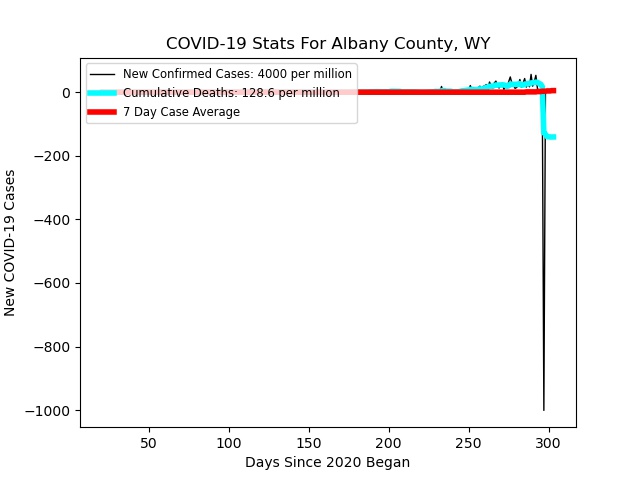 COVID-19 Stats For Albany County, WY
New Confirmed Cases: 4000 per million
Cumulative Deaths: 128.6 per million
7 Day Case Average
0
−200
−400
−600
−800
−1000
New COVID-19 Cases
50 100 150 200 250 300
Days Since 2020 Began